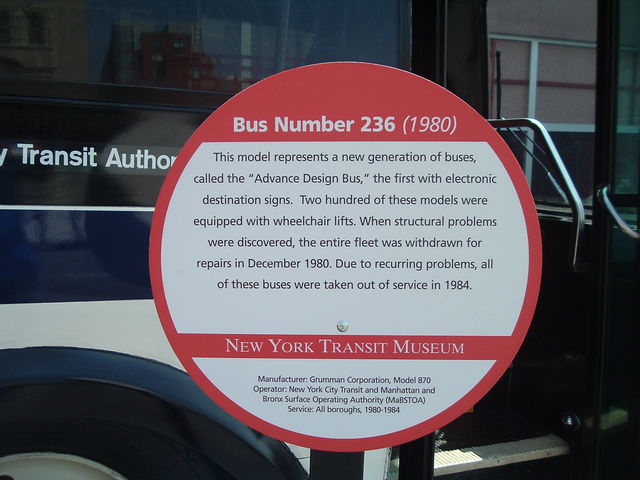 y Transit Author
Bus Number 236 (1980)
This model represents a new generation of buses,
called the “Advance Design Bus,” the first with electronic
destination signs. Two hundred of these models were
equipped with wheelchair lifts. When structural problems
were discovered, the entire fleet was withdrawn for
repairs in December 1980. Due to recurring problems, all
of these buses were taken out of service in 1984.
NEW YORK TRANSIT MUSEUM
Manufacturer: Grumman Corporation, Model 870
Operator: New York City Transit and Manhattan and
Bronx Surface Operating Authority (MaBSTOA)
Service: All boroughs, 1980-1984